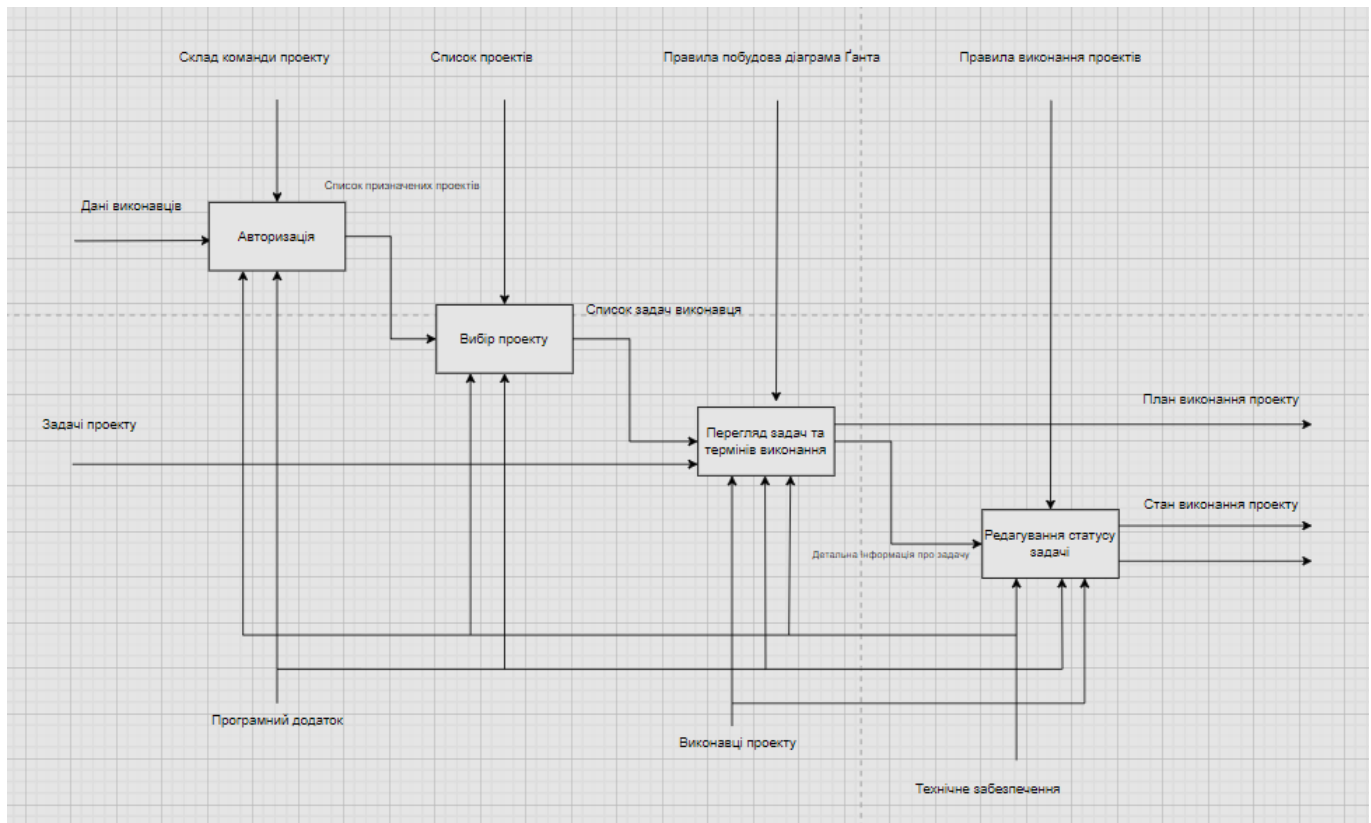 Склад команди проекту
Список проектів
Правила побудова діаграма Ґанта
Правила виконання проектів
Список призначених проектів
Дані виконавців
Авторизація
Список задач виконавця
Вибір проекту
План виконання проекту
Задачі проекту
Перегляд задач та
термінів виконання
Стан виконання проекту
Редагування статусу
задачі
Детальна інформація про задачу
Програмний додаток
Виконавці проекту
Технічне забезпечення